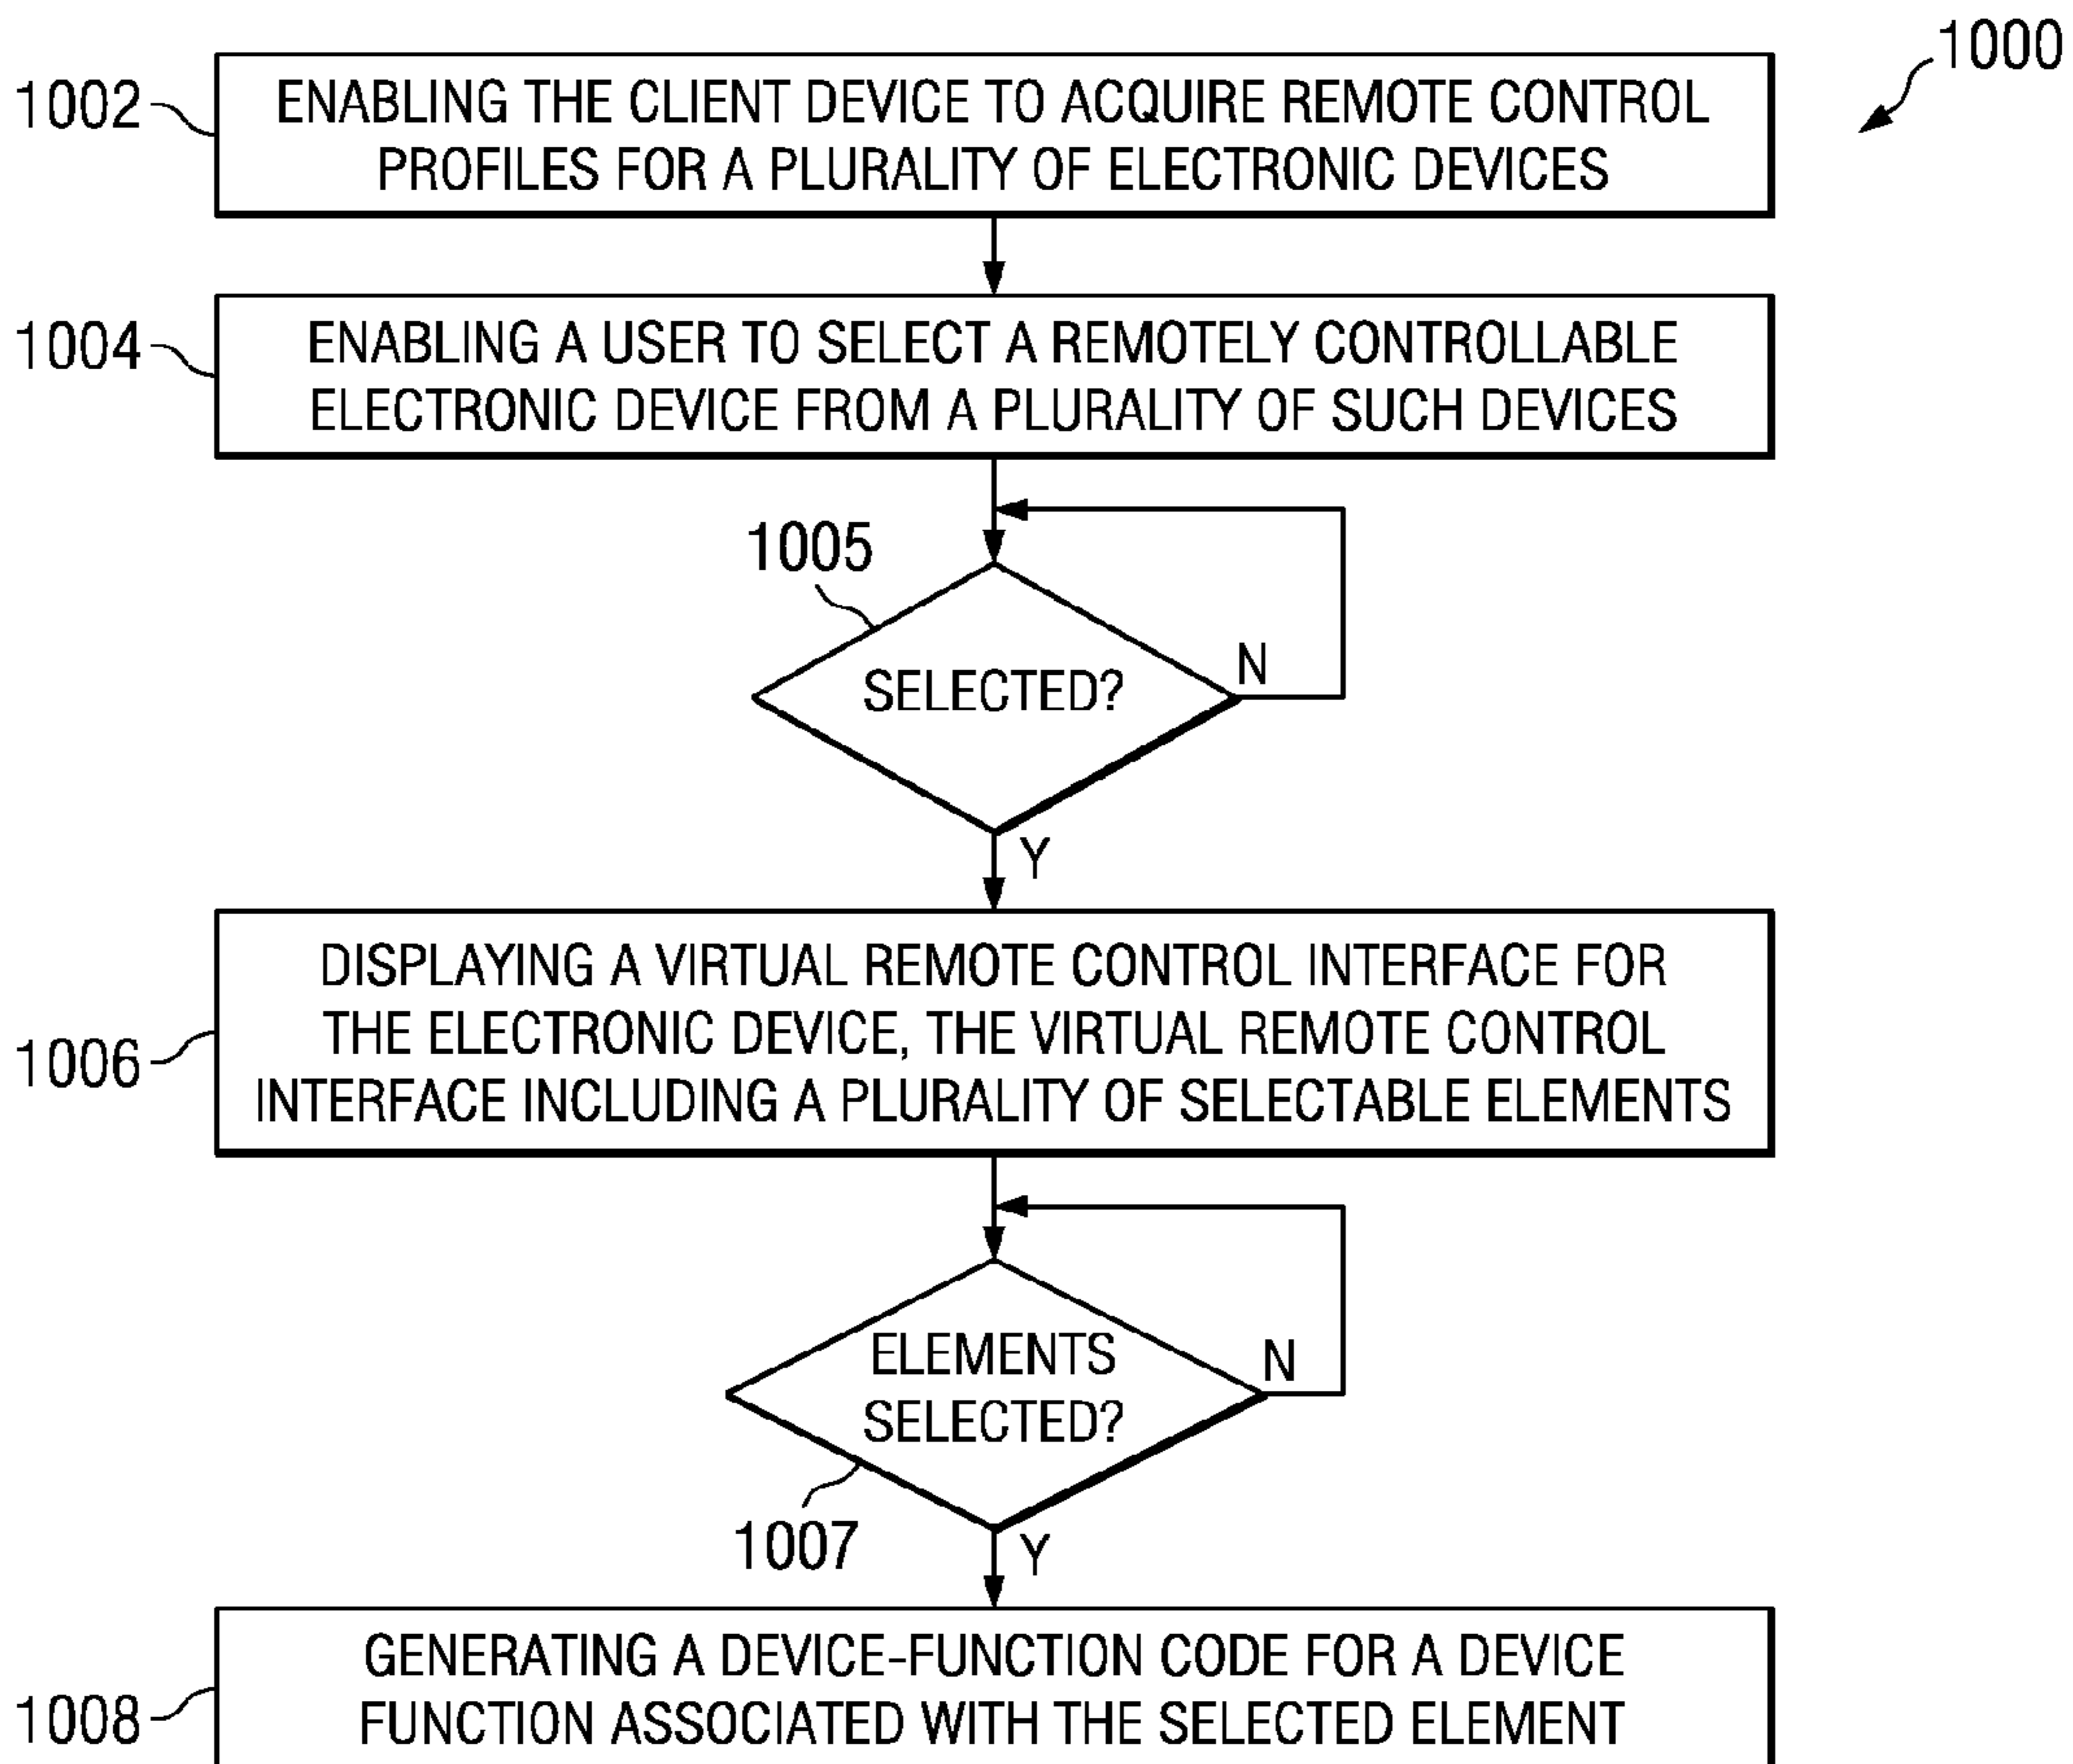 1000
1002
ENABLING THE CLIENT DEVICE TO ACQUIRE REMOTE CONTROL
PROFILES FOR A PLURALITY OF ELECTRONIC DEVICES
1004
ENABLING A USER TO SELECT A REMOTELY CONTROLLABLE
ELECTRONIC DEVICE FROM A PLURALITY OF SUCH DEVICES
1005
SELECTED?
N
Y
1006
DISPLAYING A VIRTUAL REMOTE CONTROL INTERFACE FOR
THE ELECTRONIC DEVICE, THE VIRTUAL REMOTE CONTROL
INTERFACE INCLUDING A PLURALITY OF SELECTABLE ELEMENTS
ELEMENTS
SELECTED?
N
1007
Y
1008
GENERATING A DEVICE-FUNCTION CODE FOR A DEVICE
FUNCTION ASSOCIATED WITH THE SELECTED ELEMENT